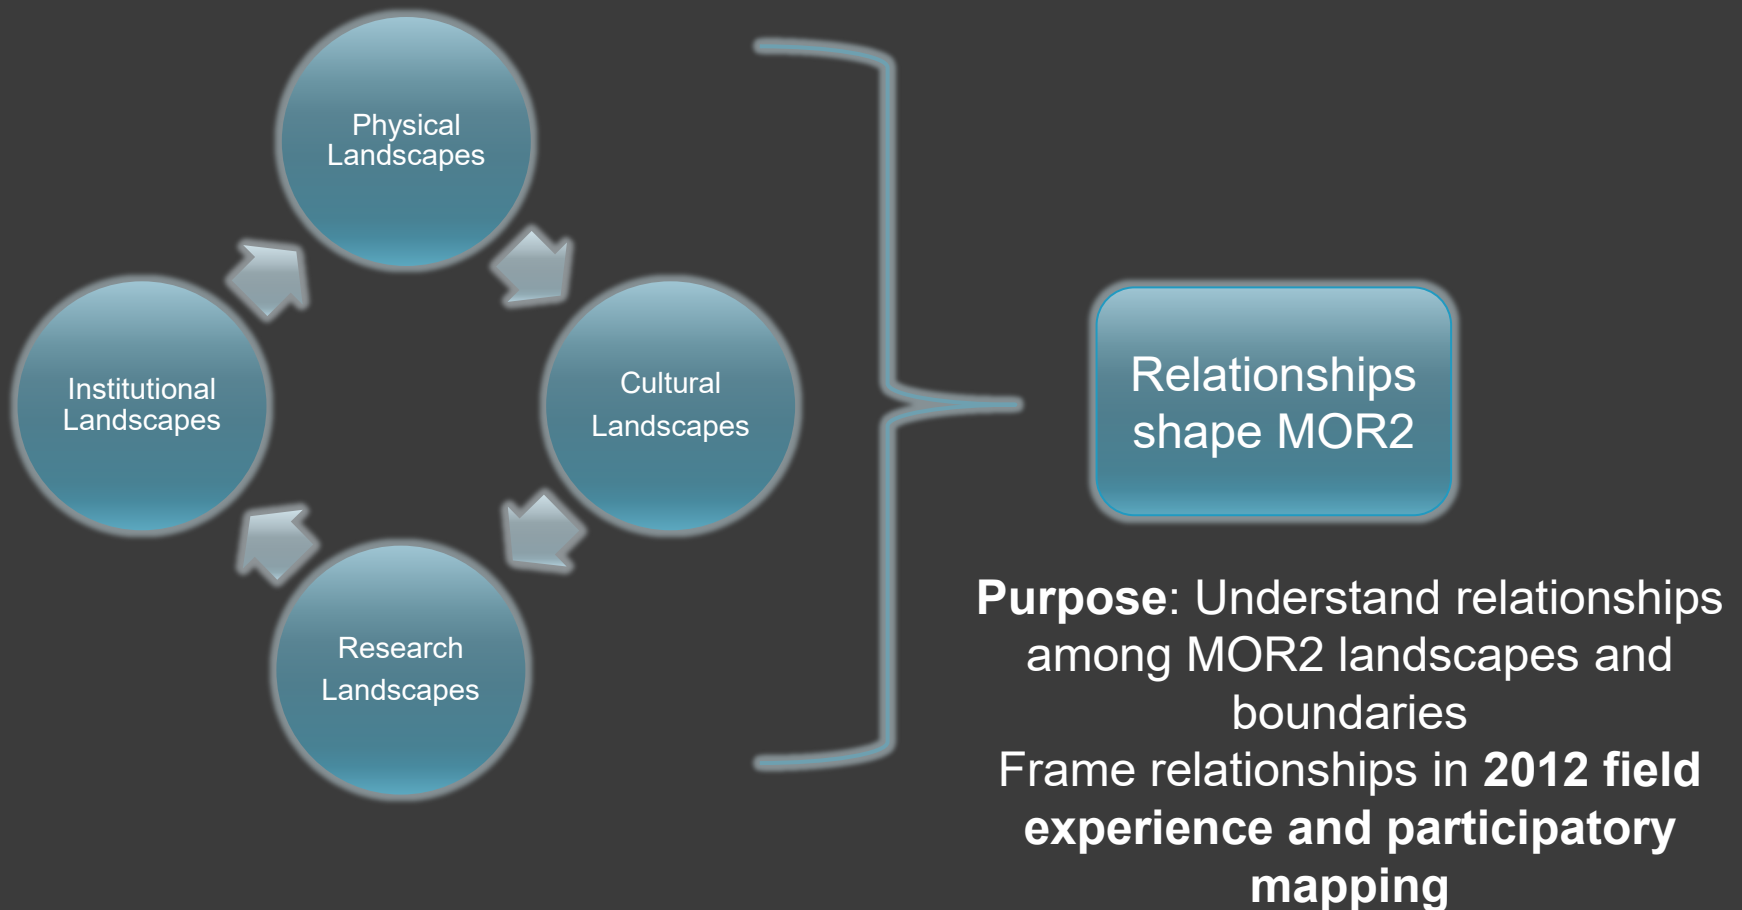 Physical
Landscapes
Institutional
Landscapes
Cultural
Landscapes
Research
Landscapes
Relationships
shape MOR2
Purpose: Understand relationships
among MOR2 landscapes and
boundaries
Frame relationships in 2012 field
experience and participatory
mapping